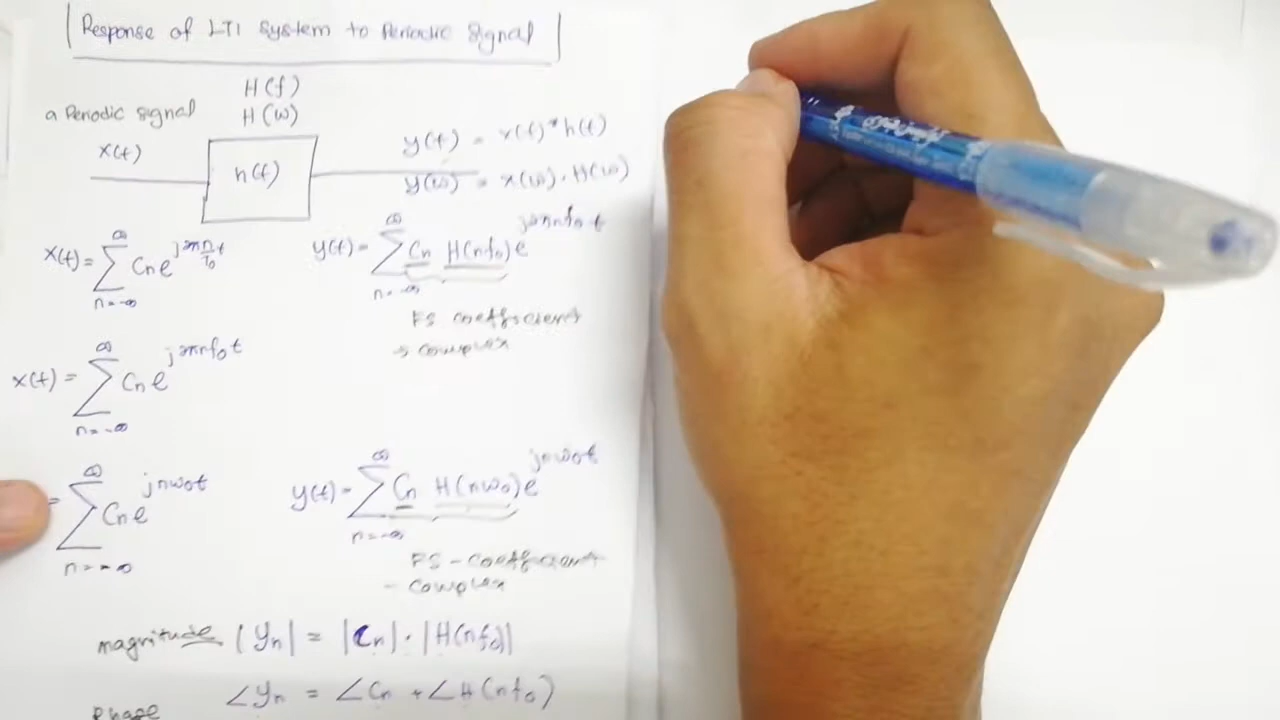 Response of LTI system to Periodic Signal
H(f)
a Periodic signal
H(ω)
x(t)
h(t)
y(t) = x(t)*h(t)
y(ω) = x(ω).H(ω)
x(t)= ∞∑n=-∞ Cn e^j2πn/T₀ t
y(t)= ∞∑n=-∞ Cn H(nf₀) e^j2πnf₀t
FS coefficient
→ complex
x(t) = ∞∑n=-∞ Cn e^j2πnf₀t
= ∞∑n=-∞ Cn e^jnω₀t
y(t)= ∞∑n=-∞ Cn H(nω₀) e^jnω₀t
FS - coefficient
- complex
magnitude |Yn| = |Cn|.|H(nf₀)|
∠Yn = ∠Cn + ∠H(nf₀)
phase